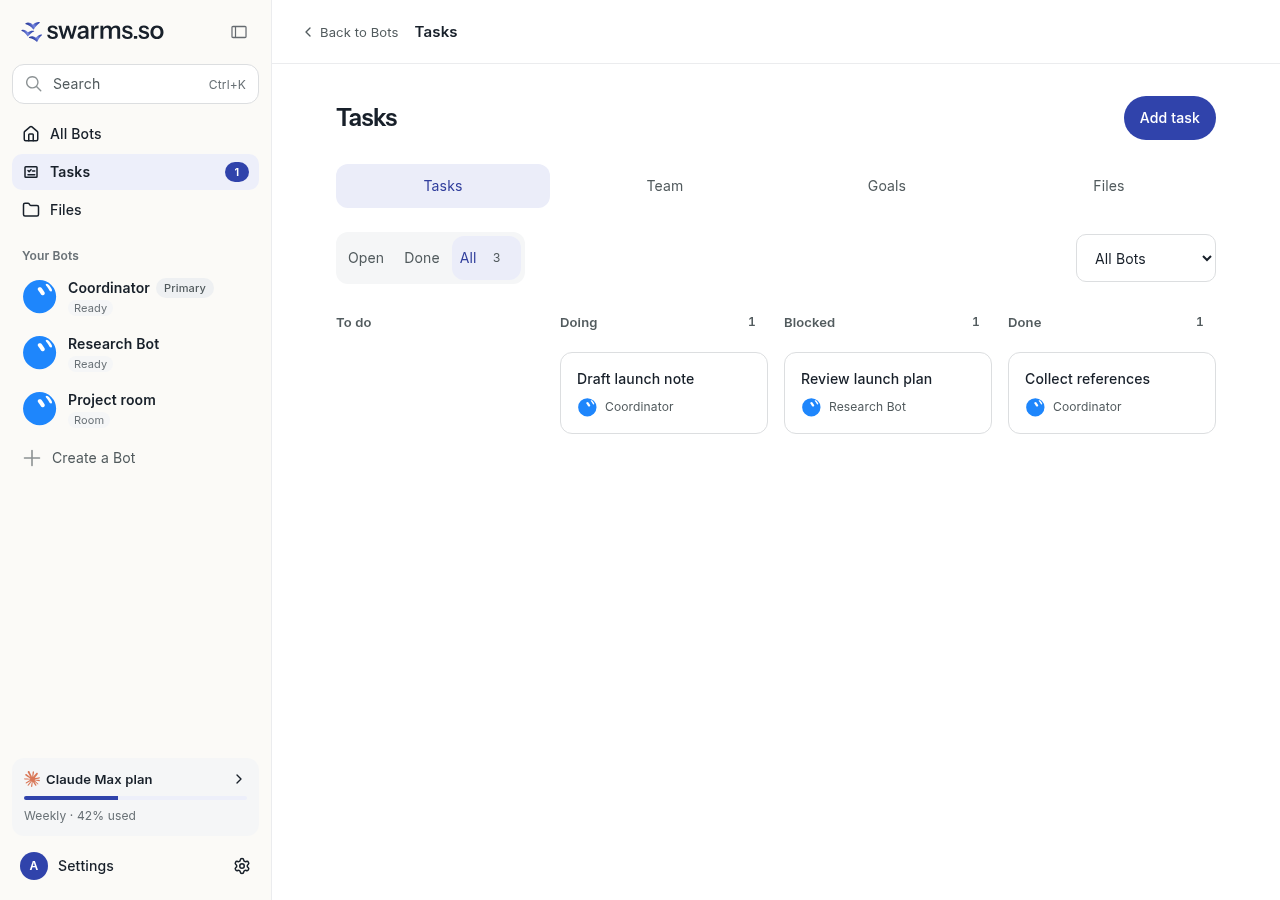 swarms.so
Search Ctrl+K
All Bots
Tasks 1
Files
Your Bots
Coordinator Primary
Ready
Research Bot
Ready
Project room
Room
Create a Bot
Claude Max plan
Weekly · 42% used
A Settings
Back to Bots Tasks
Tasks Add task
Tasks Team Goals Files
Open Done All 3 All Bots
To do Doing 1 Blocked 1 Done 1
Draft launch note
Coordinator
Review launch plan
Research Bot
Collect references
Coordinator